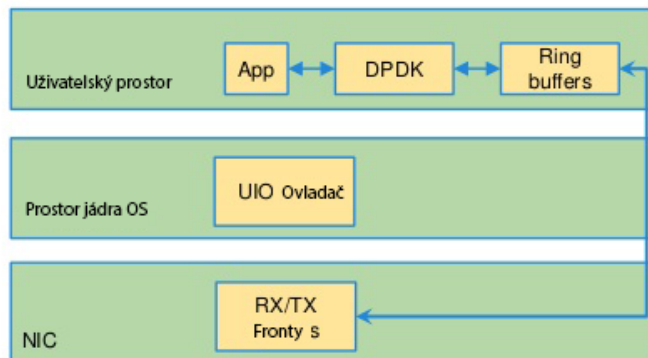 Uživatelský prostor
App
DPDK
Ring
buffers
Prostor jádra OS
UIO Ovladač
NIC
RX/TX
Fronty s